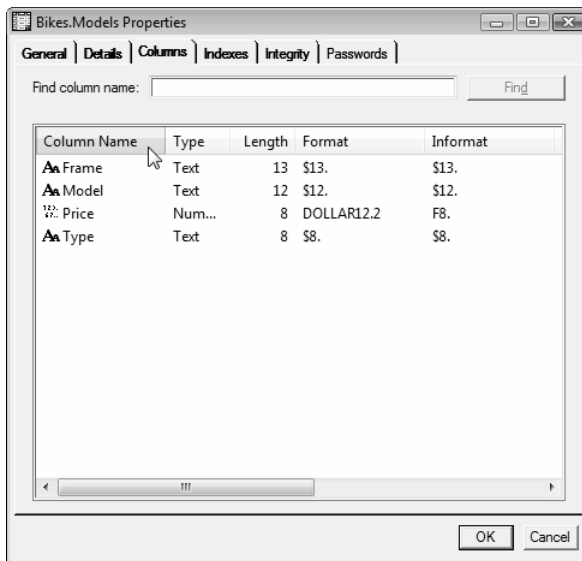 Bikes.Models Properties
General Details Columns Indexes Integrity Passwords
Find column name: Find
Column Name Type Length Format Informat
Frame Text 13 $13. $13.
Model Text 12 $12. $12.
Price Num... 8 DOLLAR12.2 F8.
Type Text 8 $8. $8.
OK Cancel